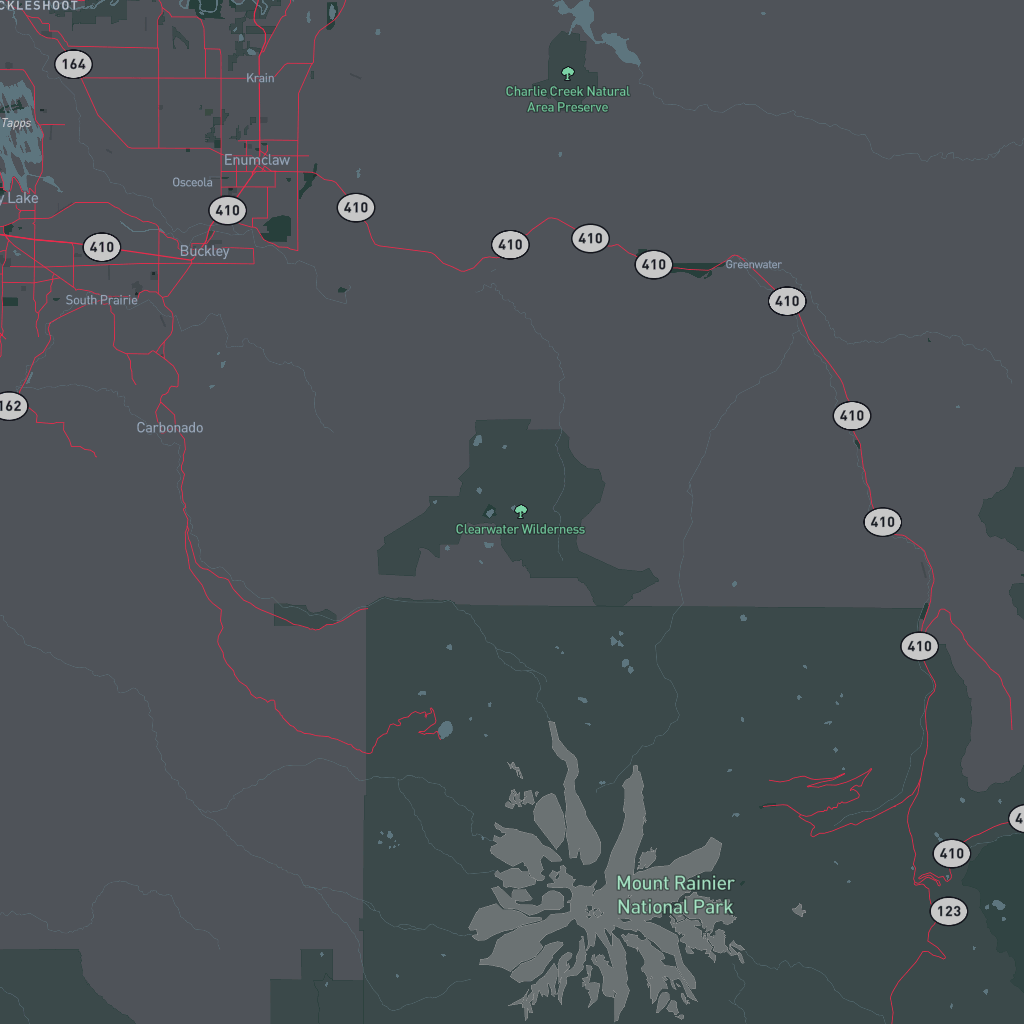 CKLESHOOT
164
Krain
Charlie Creek Natural
Area Preserve
Tapps
Enumclaw
Osceola
y Lake
410
410
410
410
410
410
Buckley
Greenwater
South Prairie
410
162
410
Carbonado
Clearwater Wilderness
410
410
410
Mount Rainier
National Park
123